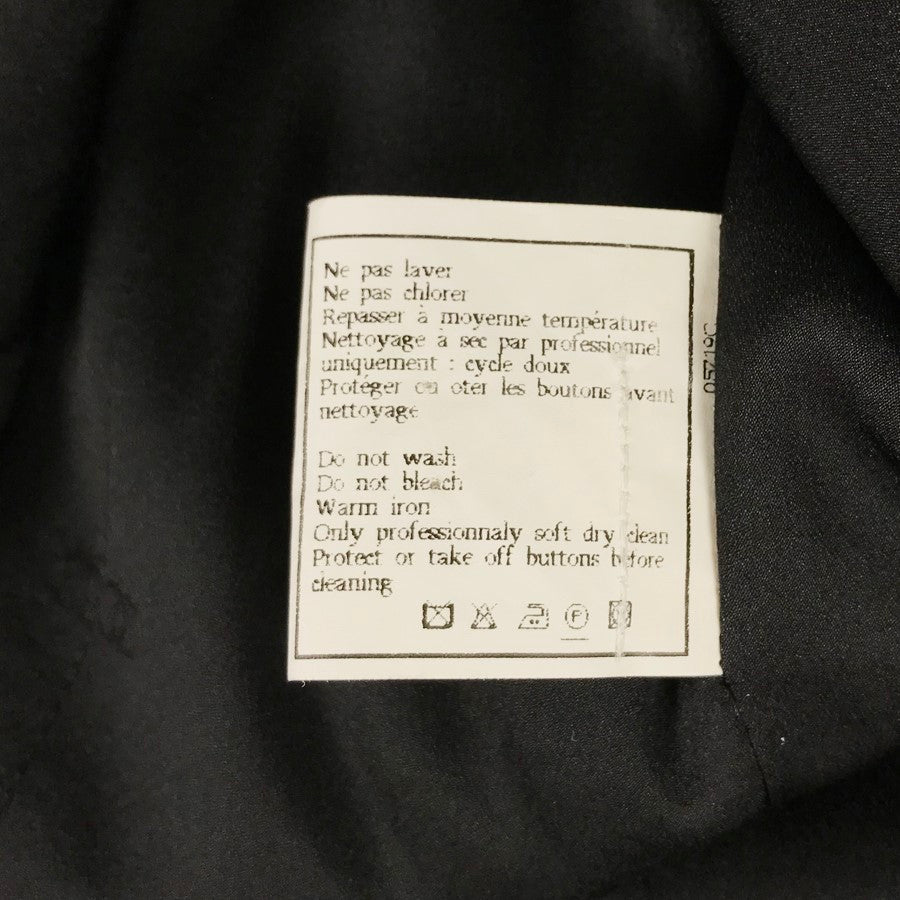 Ne pas laver
Ne pas chlorer
Repasser à moyenne température
Nettoyage à sec par professionnel
uniquement : cycle doux
Protéger ou oter les boutons avant
nettoyage
Do not wash
Do not bleach
Warm iron
Only professionnaly soft dry clean
Protect or take off buttons before
cleaning
F